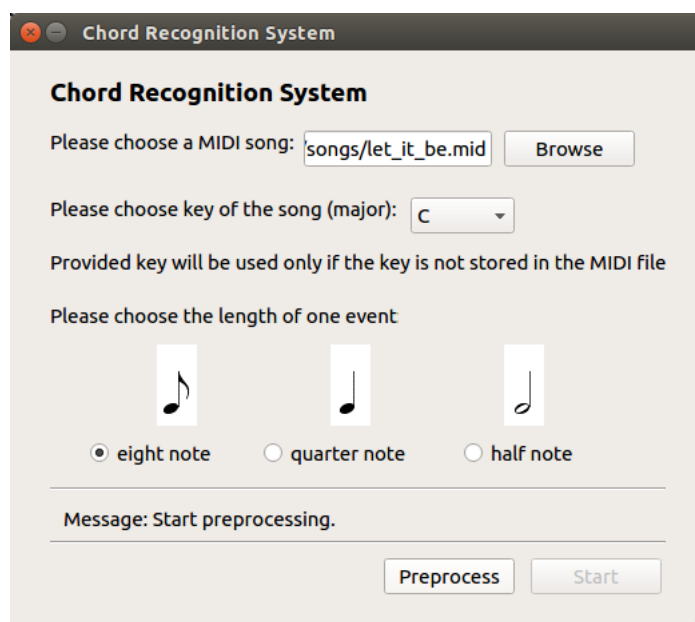 Chord Recognition System
Chord Recognition System
Please choose a MIDI song: /songs/let_it_be.mid Browse
Please choose key of the song (major): C
Provided key will be used only if the key is not stored in the MIDI file
Please choose the length of one event
eight note quarter note half note
Message: Start preprocessing.
Preprocess Start